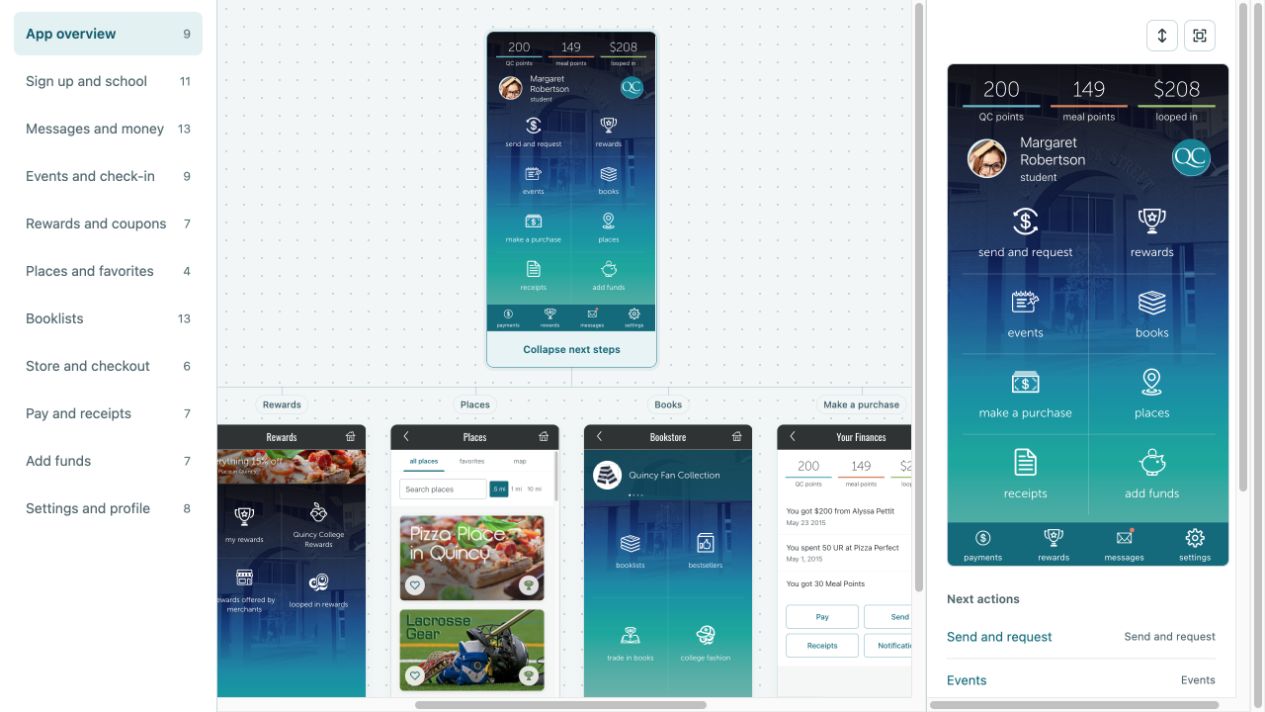 App overview 9
Sign up and school 11
Messages and money 13
Events and check-in 9
Rewards and coupons 7
Places and favorites 4
Booklists 13
Store and checkout 6
Pay and receipts 7
Add funds 7
Settings and profile 8
200 149 $208
QC points meal points looped in
Margaret
Robertson
student
QC
send and request rewards
events books
make a purchase places
receipts add funds
payments rewards messages settings
Collapse next steps
Rewards Places Books Make a purchase
Rewards
erything 15% off
my rewards
Quincy College
Rewards
ewards offered by
merchants
looped in rewards
Places
all places favorites map
Search places .5 mi 1 mi 10 mi
Pizza Place
in Quincy
Lacrosse
Gear
Bookstore
Quincy Fan Collection
booklists bestsellers
trade in books college fashion
Your Finances
200 149 $2
QC points meal points
You got $200 from Alyssa Pettit
May 23 2015
You spent 50 UR at Pizza Perfect
May 1, 2015
You got 30 Meal Points
Pay Send
Receipts Notificati
200 149 $208
QC points meal points looped in
Margaret
Robertson
student
QC
send and request rewards
events books
make a purchase places
receipts add funds
payments rewards messages settings
Next actions
Send and request Send and request
Events Events